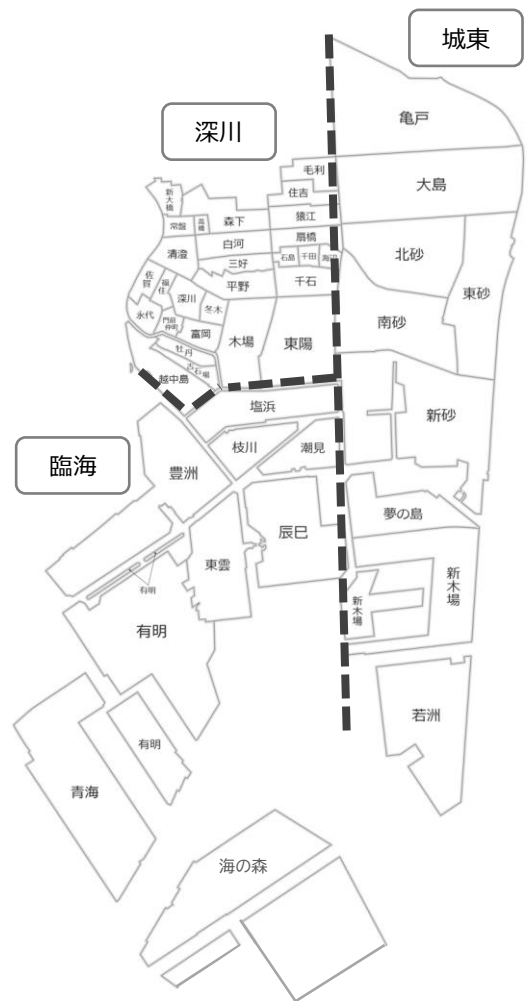 城東
深川
臨海
亀戸
毛利
大島
住吉
新大橋
常盤
高橋
森下
猿江
扇橋
白河
清澄
三好
石島
千田
海辺
北砂
東砂
佐賀
福住
深川
平野
千石
冬木
永代
門前仲町
富岡
木場
東陽
南砂
牡丹
古石場
越中島
塩浜
新砂
枝川
潮見
豊洲
夢の島
辰巳
東雲
有明
新木場
新木場
有明
若洲
有明
青海
海の森